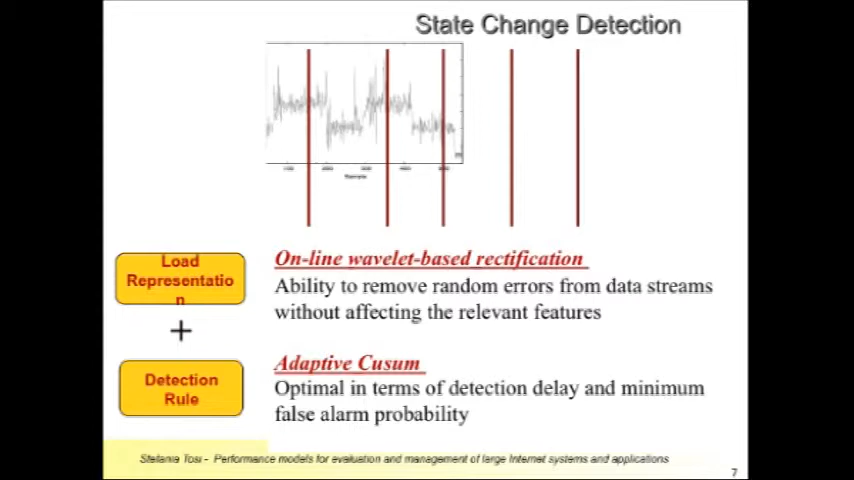 State Change Detection
Load
Representatio
n
On-line wavelet-based rectification
Ability to remove random errors from data streams
without affecting the relevant features
+
Detection
Rule
Adaptive Cusum
Optimal in terms of detection delay and minimum
false alarm probability
Stefania Tosi - Performance models for evaluation and management of large Internet systems and applications
7